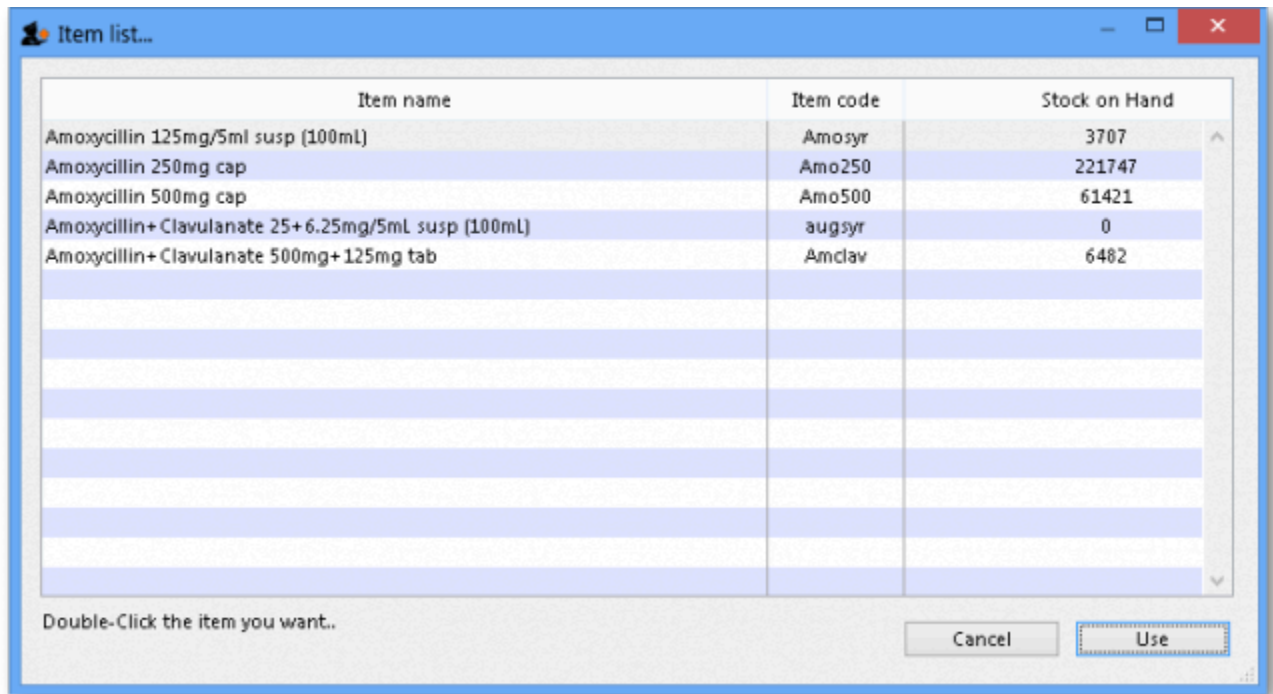 Item list...
Item name Item code Stock on Hand
Amoxycillin 125mg/5ml susp (100mL) Amosyr 3707
Amoxycillin 250mg cap Amo250 221747
Amoxycillin 500mg cap Amo500 61421
Amoxycillin+Clavulanate 25+6.25mg/5mL susp (100mL) augsyr 0
Amoxycillin+Clavulanate 500mg+125mg tab Amclav 6482
Double-Click the item you want..
Cancel Use